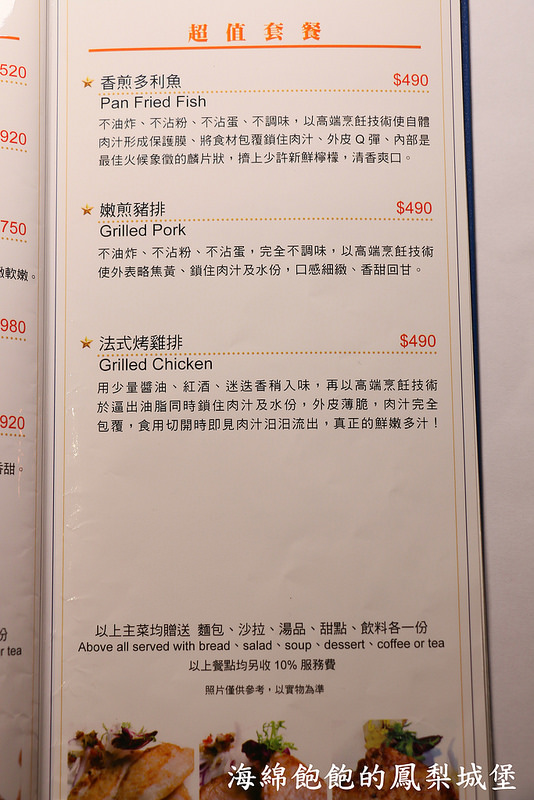 超值套餐
香煎多利魚 $490
Pan Fried Fish
不油炸、不沾粉、不沾蛋、不調味，以高端烹飪技術使自體
肉汁形成保護膜、將食材包覆鎖住肉汁、外皮Q彈、內部是
最佳火候象徵的麟片狀，擠上少許新鮮檸檬，清香爽口。
嫩煎豬排 $490
Grilled Pork
不油炸、不沾粉、不沾蛋，完全不調味，以高端烹飪技術
使外表略焦黃、鎖住肉汁及水份，口感細緻、香甜回甘。
法式烤雞排 $490
Grilled Chicken
用少量醬油、紅酒、迷迭香稍入味，再以高端烹飪技術
於逼出油脂同時鎖住肉汁及水份，外皮薄脆，肉汁完全
包覆，食用切開時即見肉汁汩汩流出，真正的鮮嫩多汁！
以上主菜均贈送 麵包、沙拉、湯品、甜點、飲料各一份
Above all served with bread、salad、soup、dessert、coffee or tea
以上餐點均另收 10% 服務費
照片僅供參考，以實物為準
520
920
750
軟嫩。
980
920
香甜。
份
r tea
海綿飽飽的鳳梨城堡